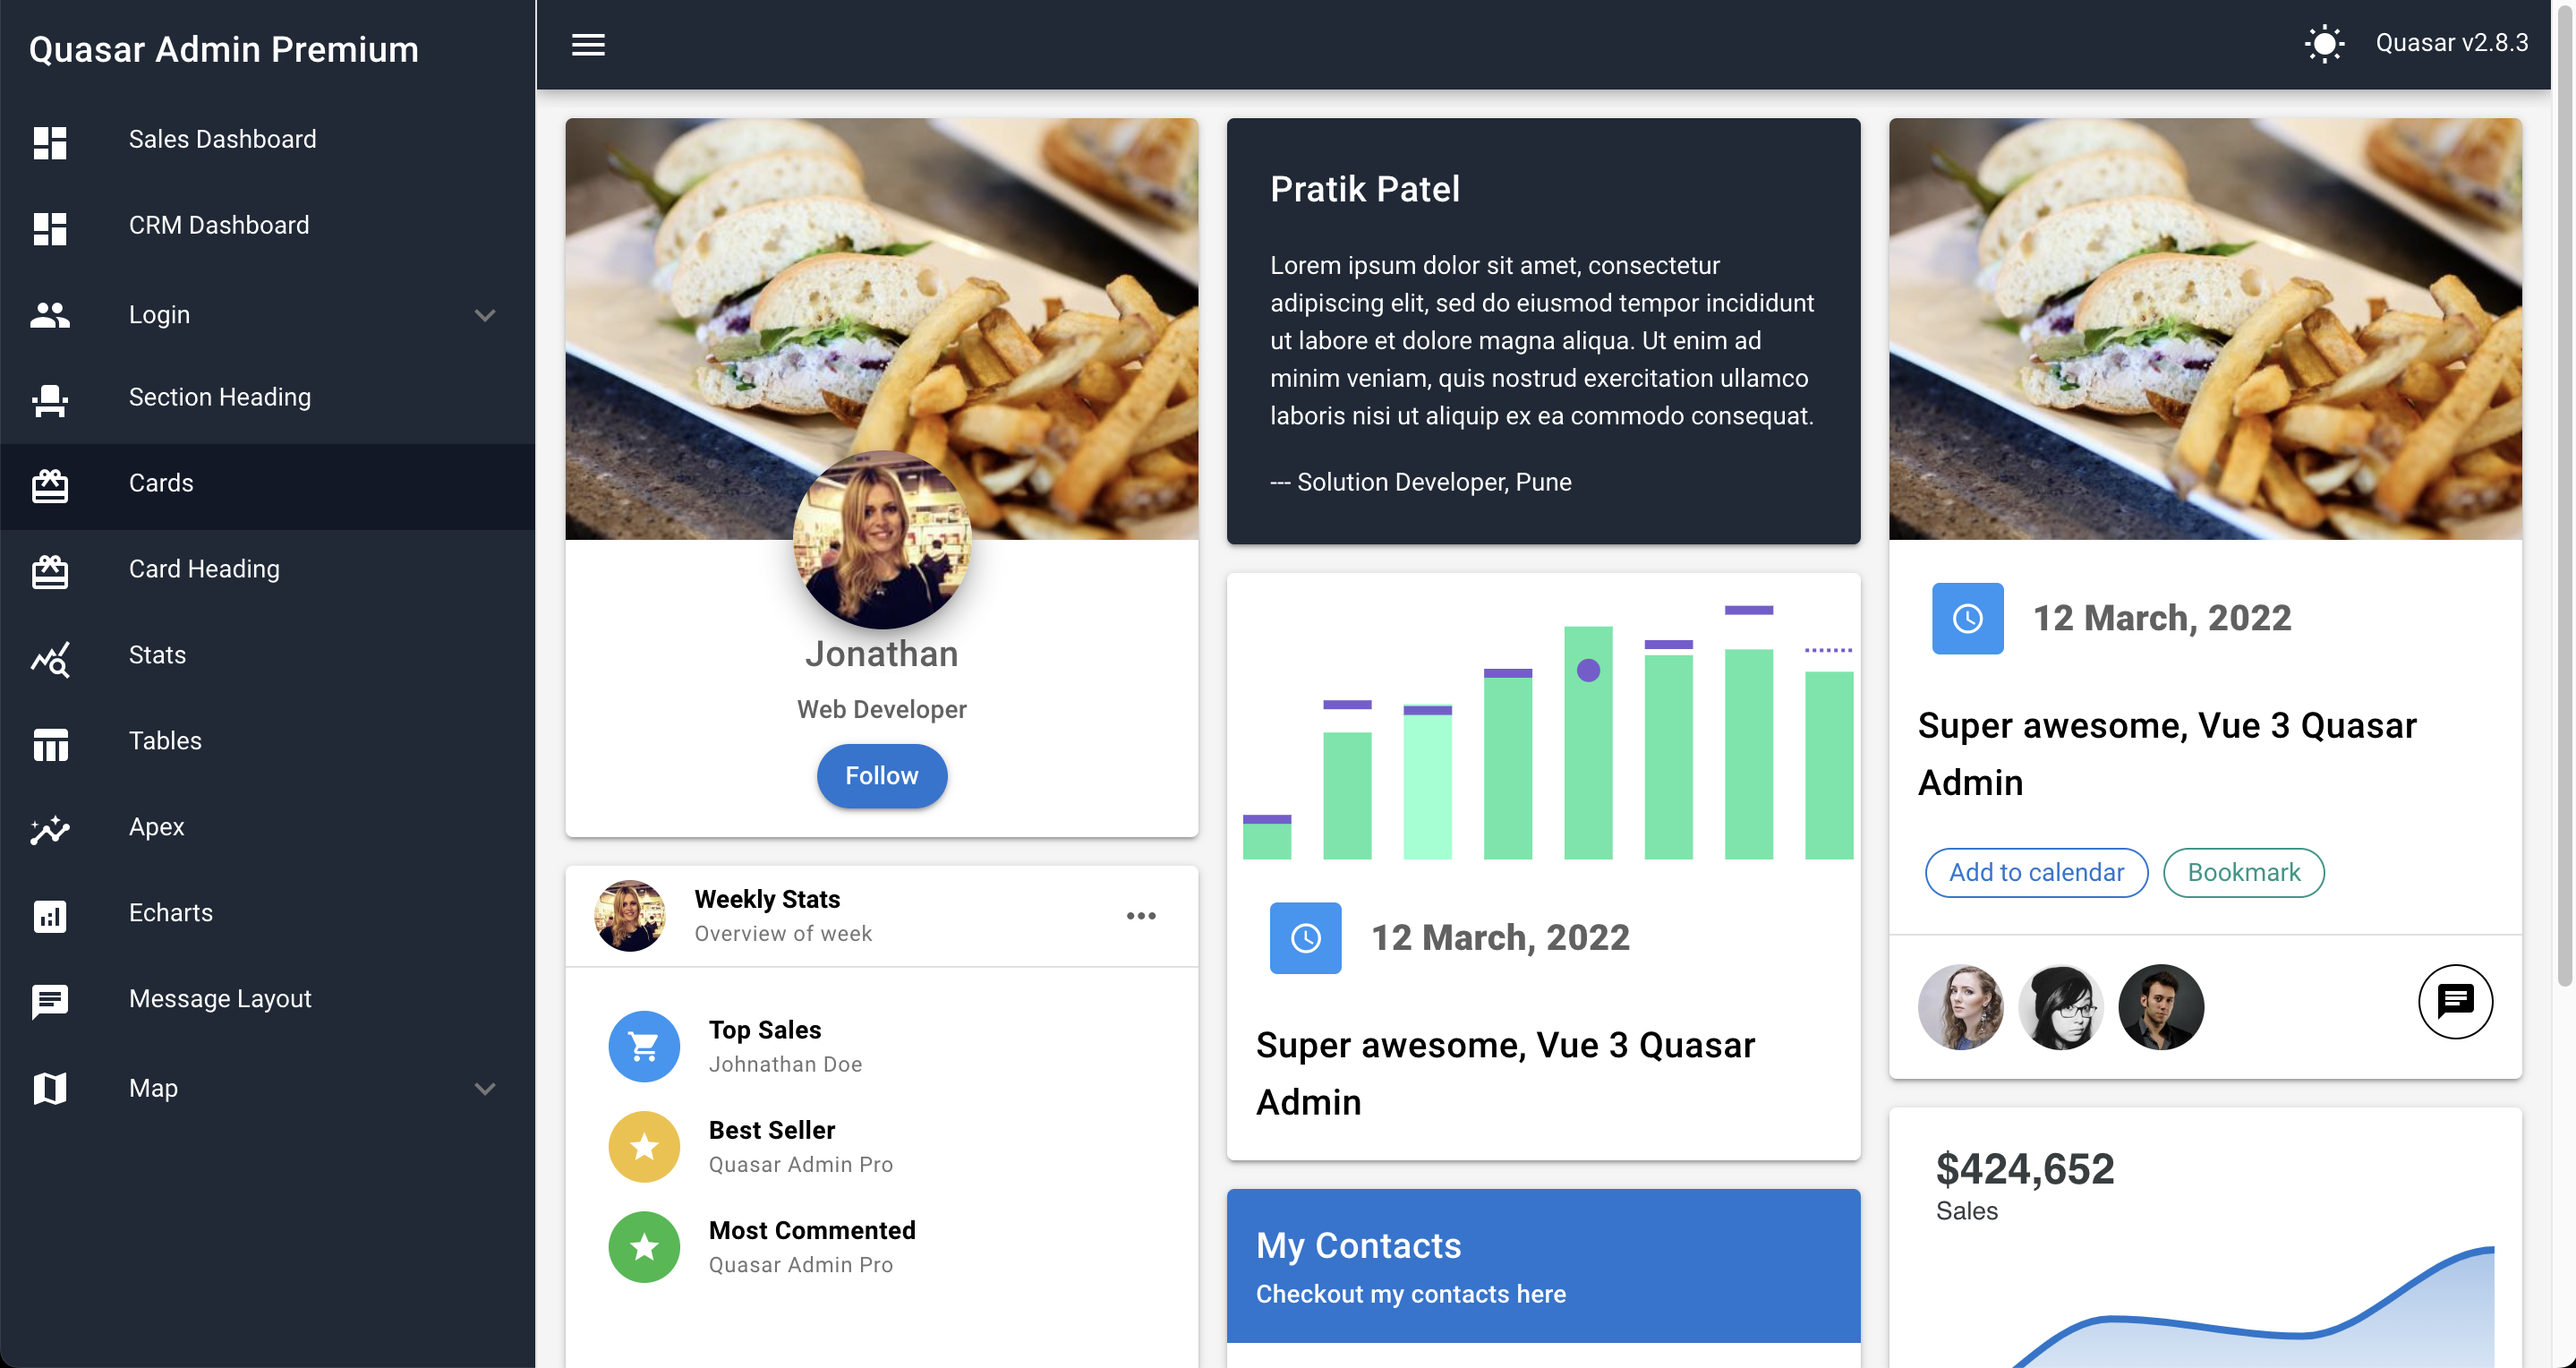 Quasar Admin Premium
Sales Dashboard
CRM Dashboard
Login
Section Heading
Cards
Card Heading
Stats
Tables
Apex
Echarts
Message Layout
Map
Quasar v2.8.3
Jonathan
Web Developer
Follow
Weekly Stats
Overview of week
Top Sales
Johnathan Doe
Best Seller
Quasar Admin Pro
Most Commented
Quasar Admin Pro
Pratik Patel
Lorem ipsum dolor sit amet, consectetur
adipiscing elit, sed do eiusmod tempor incididunt
ut labore et dolore magna aliqua. Ut enim ad
minim veniam, quis nostrud exercitation ullamco
laboris nisi ut aliquip ex ea commodo consequat.
--- Solution Developer, Pune
12 March, 2022
Super awesome, Vue 3 Quasar
Admin
My Contacts
Checkout my contacts here
12 March, 2022
Super awesome, Vue 3 Quasar
Admin
Add to calendar
Bookmark
$424,652
Sales